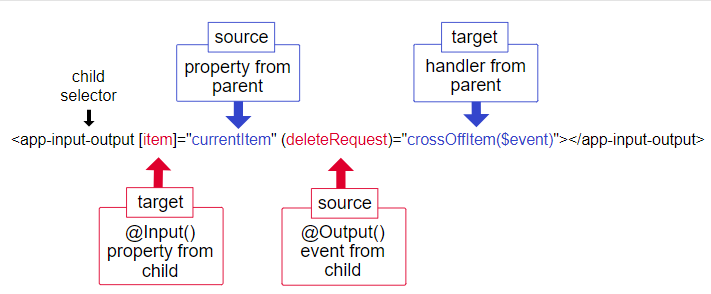 source
property from
parent
target
handler from
parent
child
selector
<app-input-output [item]="currentItem" (deleteRequest)="crossOffItem($event)"></app-input-output>
target
@Input()
property from
child
source
@Output()
event from
child